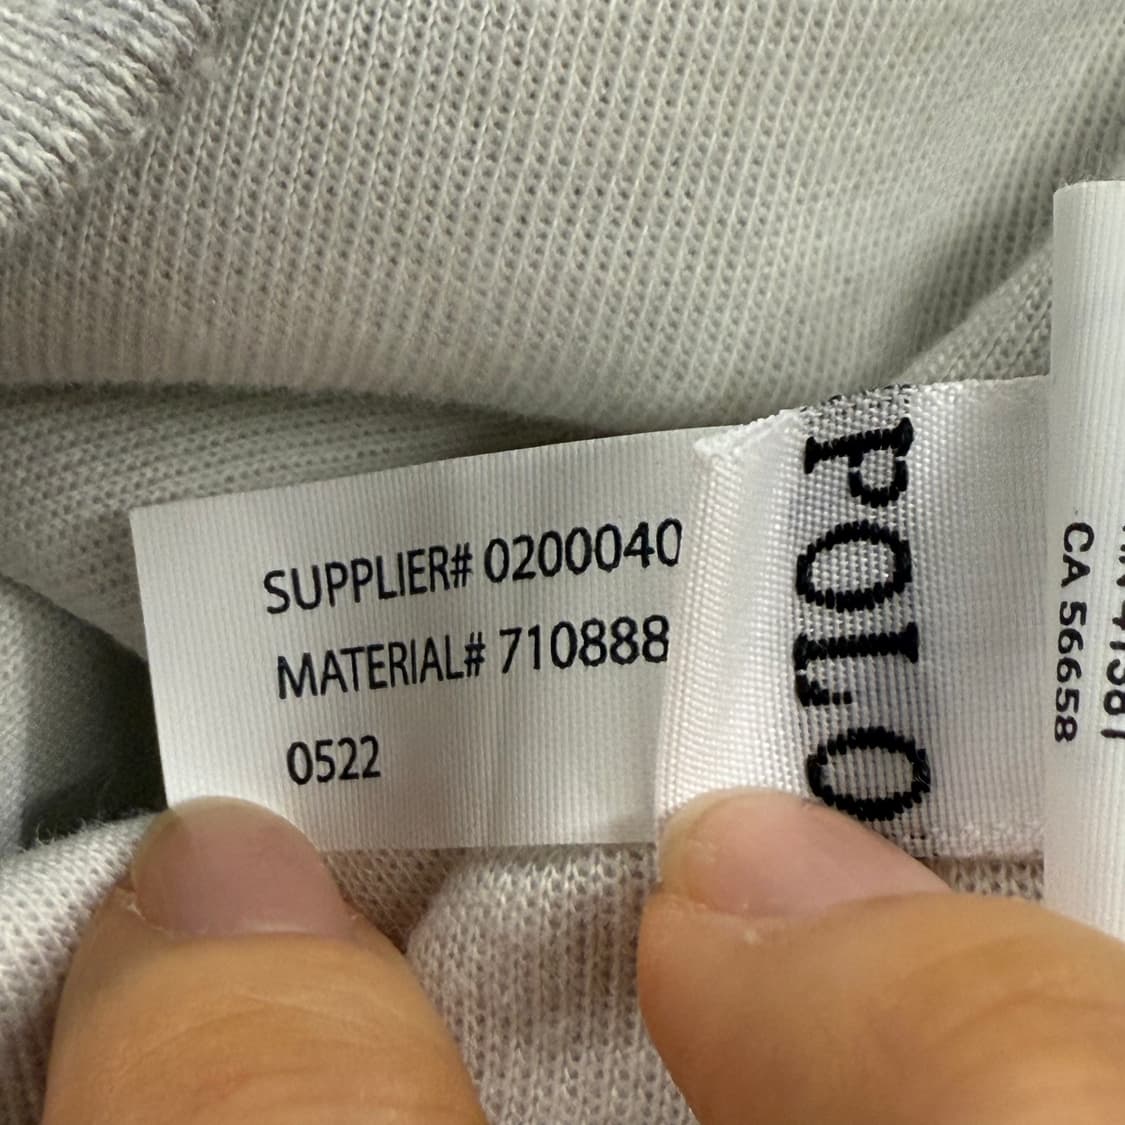 SUPPLIER# 0200040
MATERIAL# 710888
0522
POLO
CA 56658